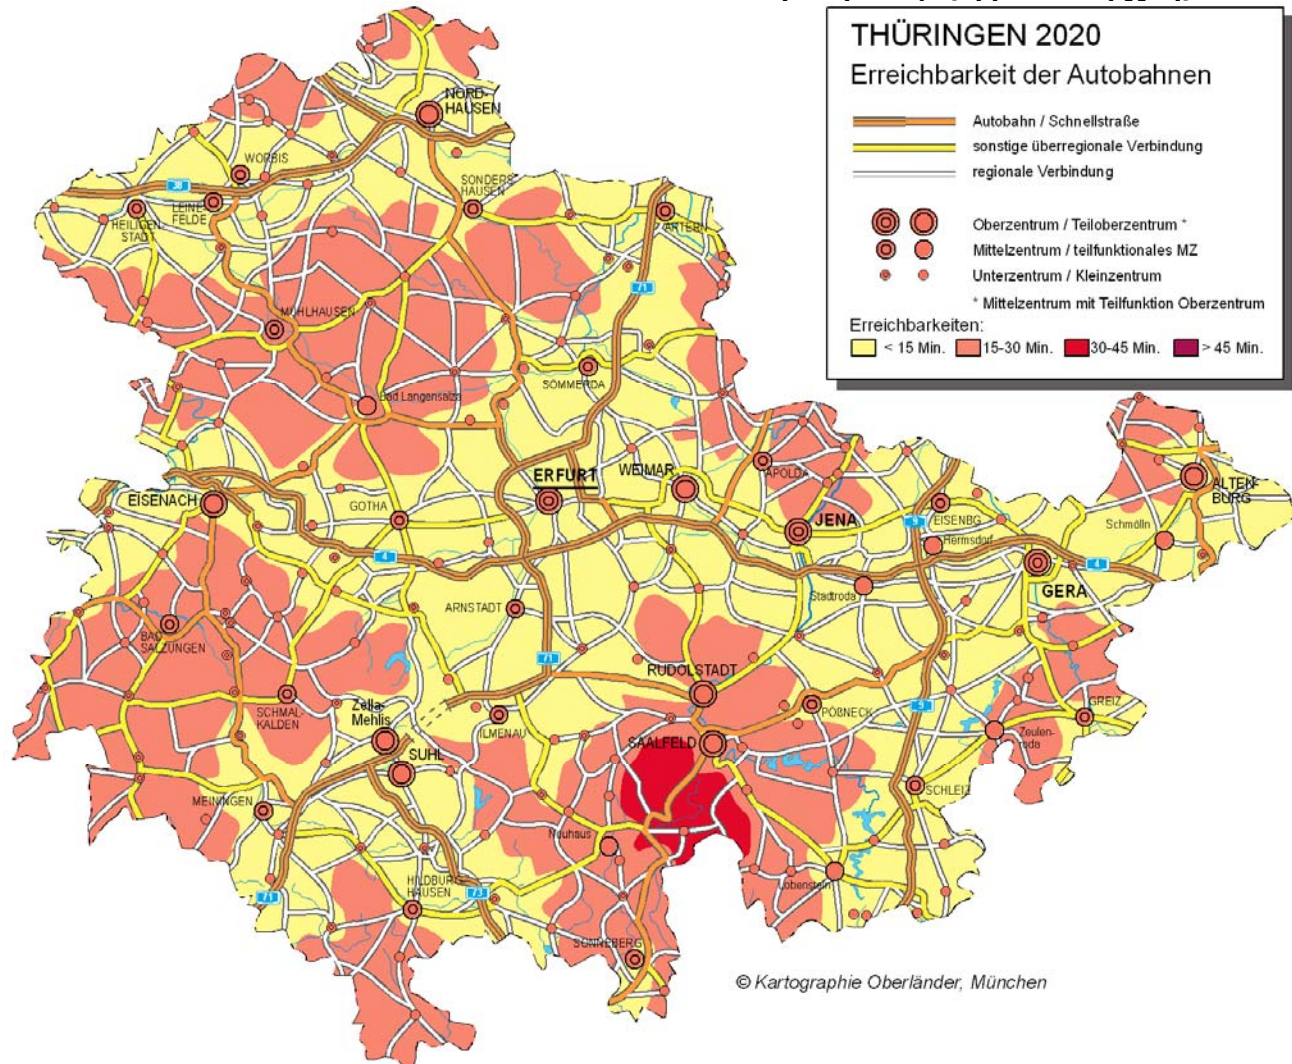 THÜRINGEN 2020
Erreichbarkeit der Autobahnen
Autobahn / Schnellstraße
sonstige überregionale Verbindung
regionale Verbindung
Oberzentrum / Teiloberzentrum *
Mittelzentrum / teilfunktionales MZ
Unterzentrum / Kleinzentrum
* Mittelzentrum mit Teilfunktion Oberzentrum
Erreichbarkeiten:
< 15 Min. 15-30 Min. 30-45 Min. > 45 Min.
NORD-
HAUSEN
WORBIS
38
LEINE-
FELDE
HEILIGEN-
STADT
SONDERS
HAUSEN
ARTERN
71
MÜHLHAUSEN
SÖMMERDA
Bad Langensalza
ERFURT
WEIMAR
APOLDA
EISENACH
GOTHA
JENA
9
EISENBG
Hermsdorf
Schmölln
ALTEN-
BURG
4
4
GERA
Stadtroda
ARNSTADT
BAD
SALZUNGEN
71
RUDOLSTADT
SCHMAL-
KALDEN
Zella-
Mehlis
ILMENAU
PÖßNECK
9
GREIZ
Zeulen-
roda
SAALFELD
SUHL
SCHLEIZ
MEININGEN
Neuhaus
Lobenstein
HILDBURG
HAUSEN
71
73
SONNEBERG
© Kartographie Oberländer, München